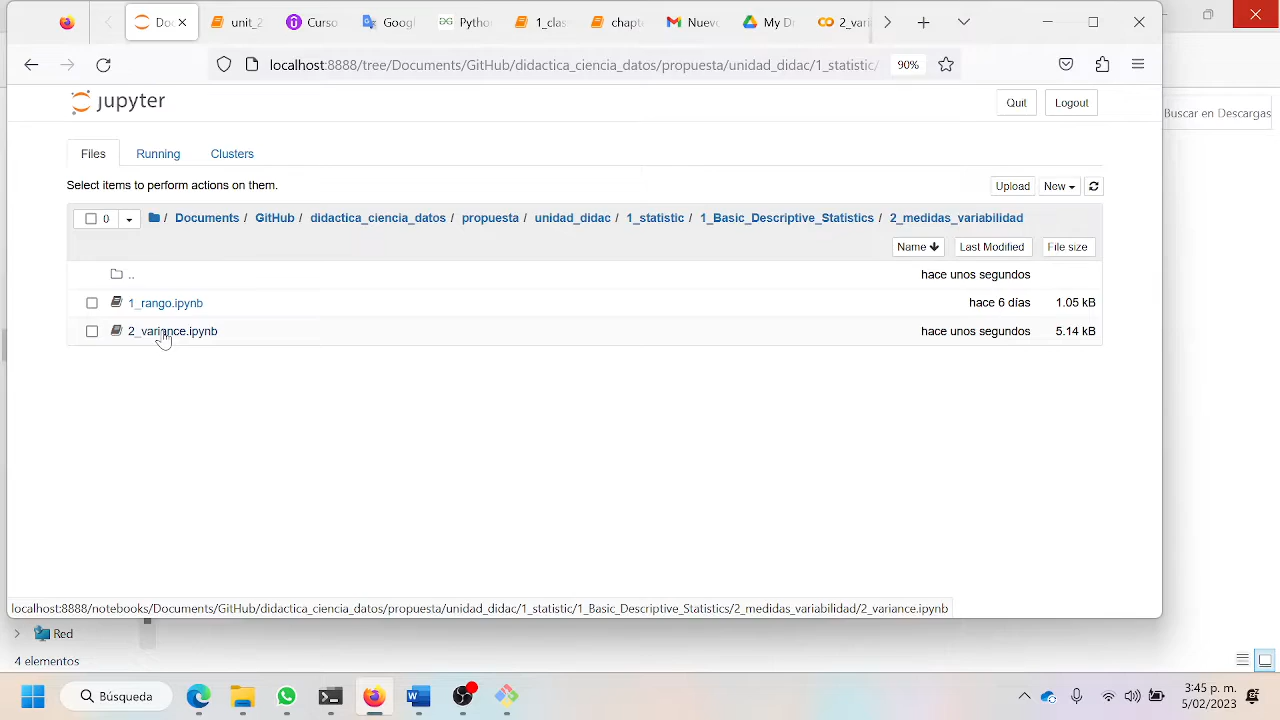 Doc
unit_2
Curso
Goog
Pytho
1_clas
chapt
Nuev
My D
2_vari
localhost:8888/tree/Documents/GitHub/didactica_ciencia_datos/propuesta/unidad_didac/1_statistic/
90%
jupyter
Quit
Logout
Buscar en Descargas
Files
Running
Clusters
Select items to perform actions on them.
Upload
New
0
/ Documents / GitHub / didactica_ciencia_datos / propuesta / unidad_didac / 1_statistic / 1_Basic_Descriptive_Statistics / 2_medidas_variabilidad
Name
Last Modified
File size
..
hace unos segundos
1_rango.ipynb
hace 6 días
1.05 kB
2_variance.ipynb
hace unos segundos
5.14 kB
localhost:8888/notebooks/Documents/GitHub/didactica_ciencia_datos/propuesta/unidad_didac/1_statistic/1_Basic_Descriptive_Statistics/2_medidas_variabilidad/2_variance.ipynb
Red
4 elementos
Búsqueda
3:45 p. m.
5/02/2023